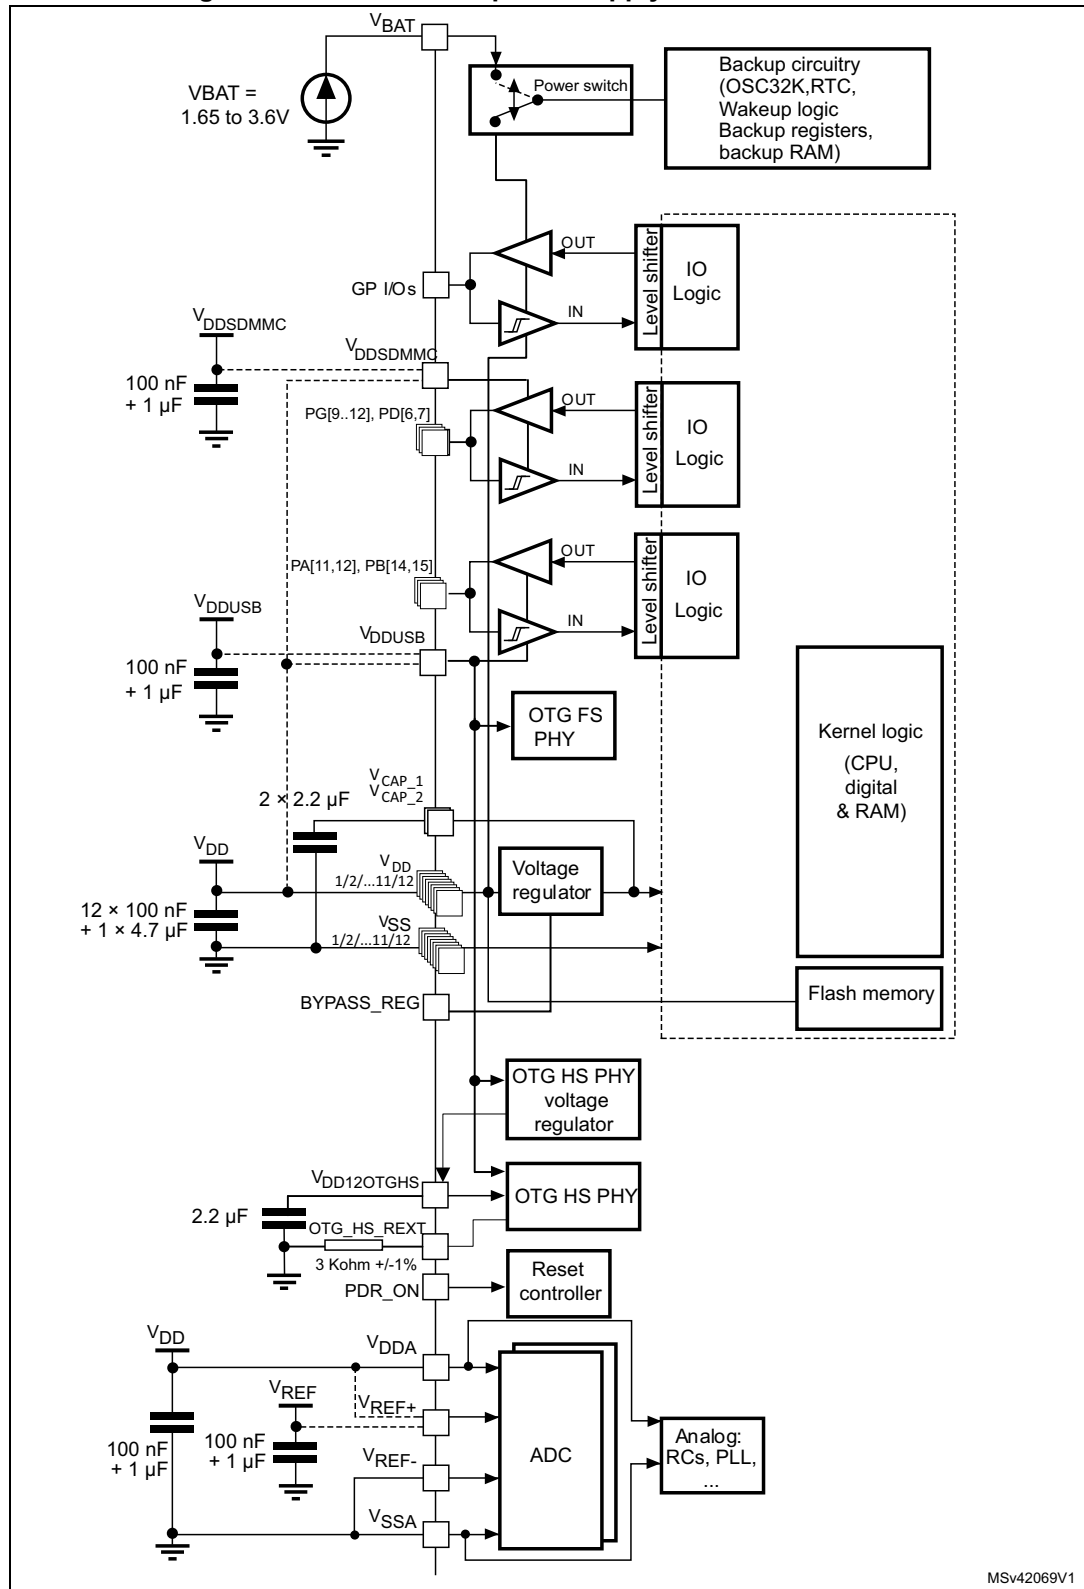 VBAT
VBAT =
1.65 to 3.6V
Power switch
Backup circuitry
(OSC32K,RTC,
Wakeup logic
Backup registers,
backup RAM)
OUT
GP I/Os
IN
Level shifter
IO
Logic
VDDSDMMC
VDDSDMMC
100 nF
+ 1 µF
PG[9..12], PD[6,7]
OUT
IN
Level shifter
IO
Logic
PA[11,12], PB[14,15]
OUT
IN
Level shifter
IO
Logic
VDDUSB
VDDUSB
100 nF
+ 1 µF
OTG FS
PHY
Kernel logic
(CPU,
digital
& RAM)
VCAP_1
VCAP_2
2 × 2.2 µF
VDD
VDD
1/2/...11/12
Voltage
regulator
12 × 100 nF
+ 1 × 4.7 µF
VSS
1/2/...11/12
BYPASS_REG
Flash memory
OTG HS PHY
voltage
regulator
VDD12OTGHS
OTG HS PHY
2.2 µF
OTG_HS_REXT
3 Kohm +/-1%
PDR_ON
Reset
controller
VDD
VDDA
VREF
VREF+
100 nF
+ 1 µF
100 nF
+ 1 µF
VREF-
VSSA
ADC
Analog:
RCs, PLL,
...
MSv42069V1